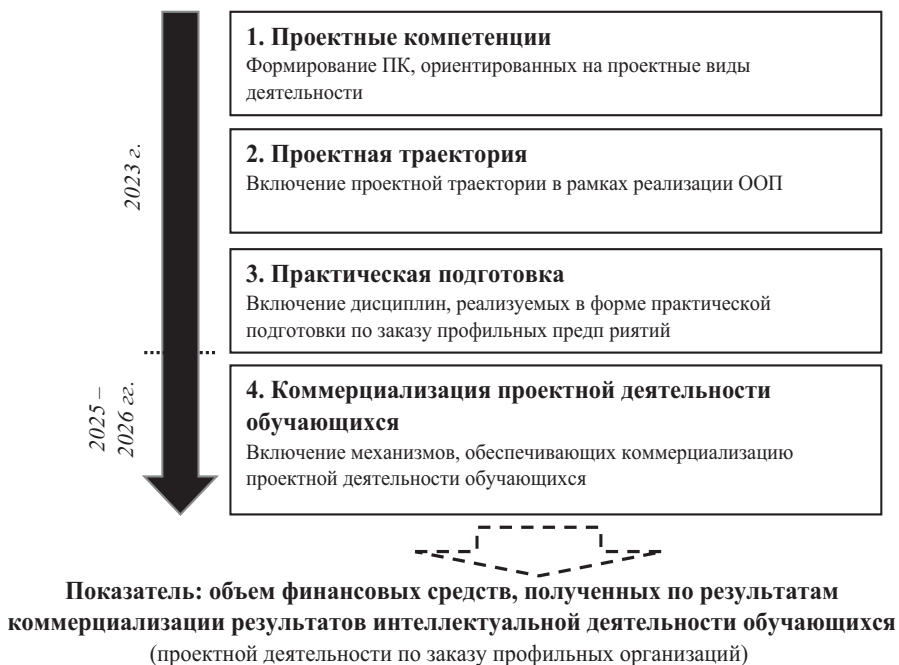 1. Проектные компетенции
Формирование ПК, ориентированных на проектные виды
деятельности
2023 г.
2. Проектная траектория
Включение проектной траектории в рамках реализации ООП
3. Практическая подготовка
Включение дисциплин, реализуемых в форме практической
подготовки по заказу профильных предп риятий
2025 –
2026 гг.
4. Коммерциализация проектной деятельности
обучающихся
Включение механизмов, обеспечивающих коммерциализацию
проектной деятельности обучающихся
Показатель: объем финансовых средств, полученных по результатам
коммерциализации результатов интеллектуальной деятельности обучающихся
(проектной деятельности по заказу профильных организаций)